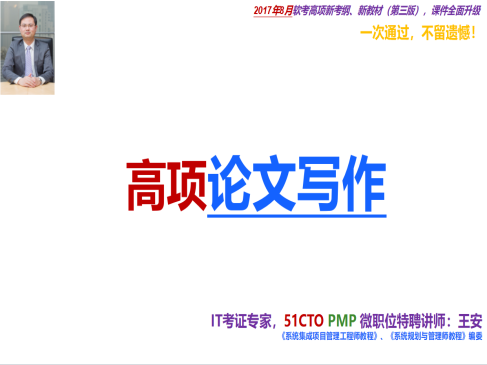 2017年8月软考高项新考纲、新教材（第三版），课件全面升级
一次通过，不留遗憾！
高项论文写作
IT考证专家，51CTO PMP 微职位特聘讲师：王安
《系统集成项目管理工程师教程》、《系统规划与管理师教程》编委